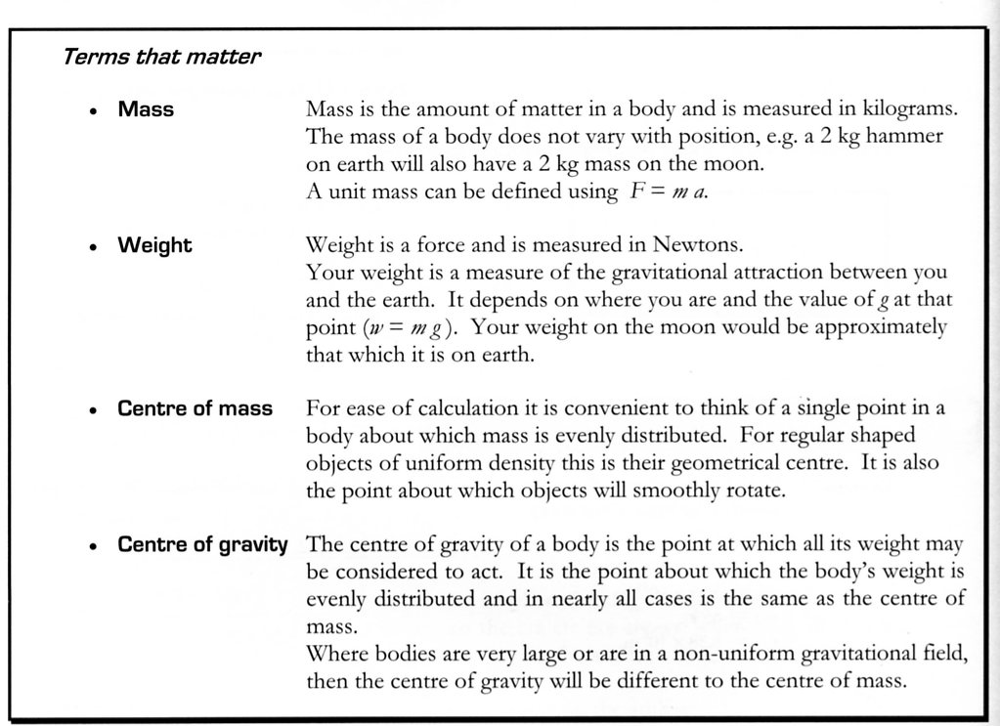 Terms that matter
• Mass Mass is the amount of matter in a body and is measured in kilograms.
The mass of a body does not vary with position, e.g. a 2 kg hammer
on earth will also have a 2 kg mass on the moon.
A unit mass can be defined using F = m a.
• Weight Weight is a force and is measured in Newtons.
Your weight is a measure of the gravitational attraction between you
and the earth. It depends on where you are and the value of g at that
point (w = m g). Your weight on the moon would be approximately
that which it is on earth.
• Centre of mass For ease of calculation it is convenient to think of a single point in a
body about which mass is evenly distributed. For regular shaped
objects of uniform density this is their geometrical centre. It is also
the point about which objects will smoothly rotate.
• Centre of gravity The centre of gravity of a body is the point at which all its weight may
be considered to act. It is the point about which the body's weight is
evenly distributed and in nearly all cases is the same as the centre of
mass.
Where bodies are very large or are in a non-uniform gravitational field,
then the centre of gravity will be different to the centre of mass.